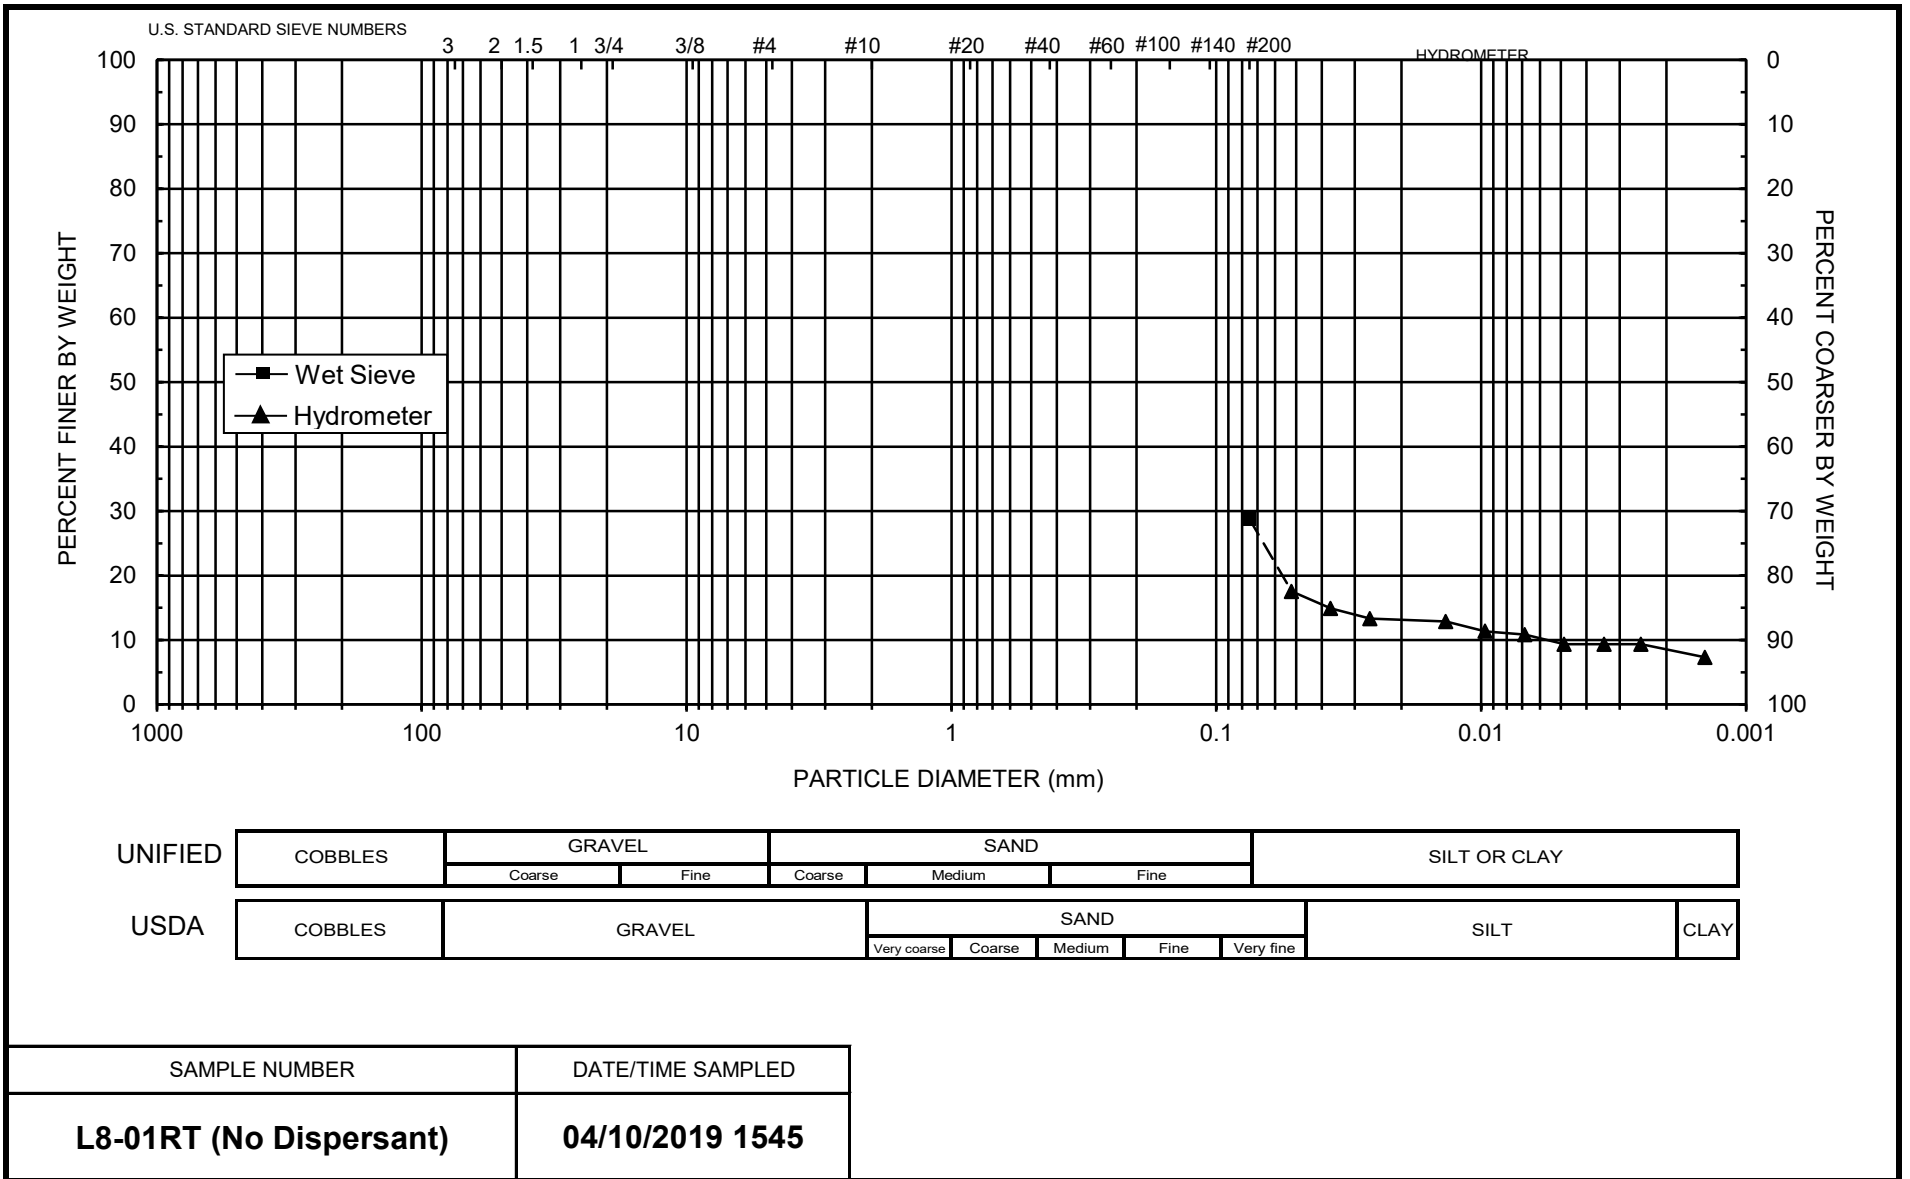 U.S. STANDARD SIEVE NUMBERS
3 2 1.5 1 3/4 3/8 #4 #10 #20 #40 #60 #100 #140 #200
HYDROMETER
100 0
90 10
80 20
70 30
60 40
50 50
40 60
30 70
20 80
10 90
0 100
PERCENT FINER BY WEIGHT
PERCENT COARSER BY WEIGHT
Wet Sieve
Hydrometer
1000 100 10 1 0.1 0.01 0.001
PARTICLE DIAMETER (mm)
UNIFIED
COBBLES GRAVEL SAND SILT OR CLAY
Coarse Fine Coarse Medium Fine
USDA
COBBLES GRAVEL SAND SILT CLAY
Very coarse Coarse Medium Fine Very fine
SAMPLE NUMBER DATE/TIME SAMPLED
L8-01RT (No Dispersant) 04/10/2019 1545